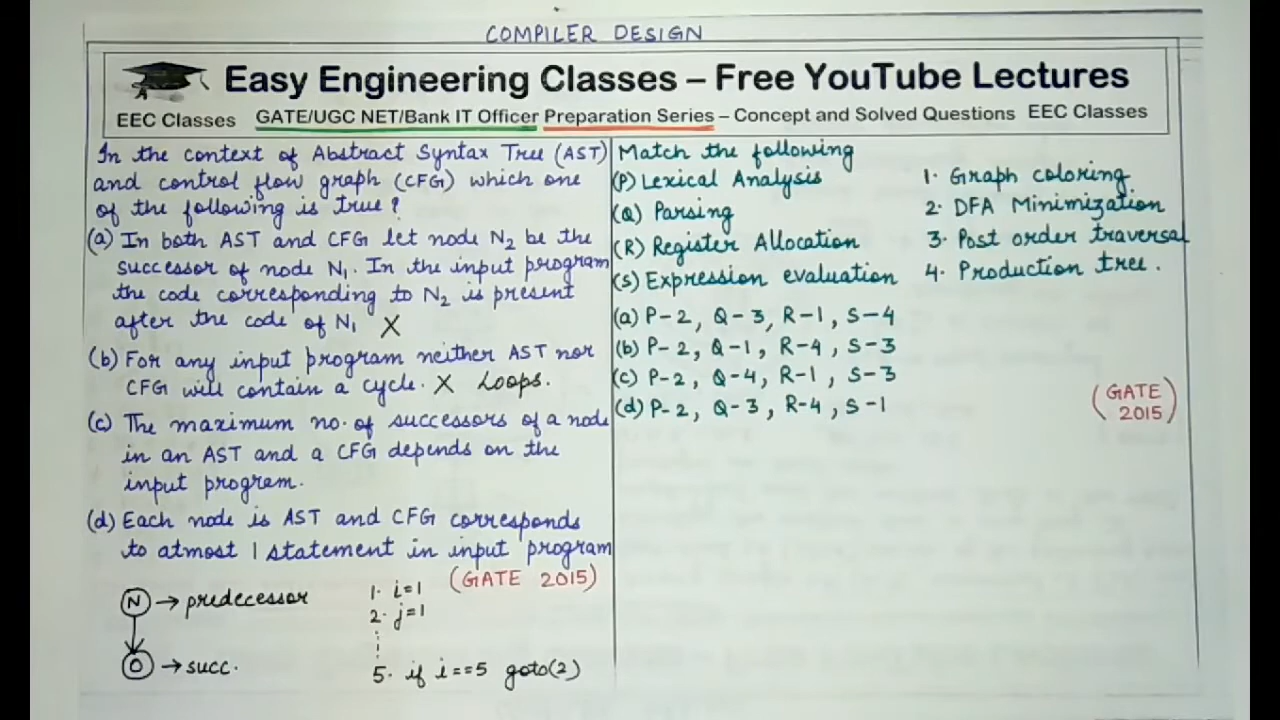 COMPILER DESIGN
Easy Engineering Classes – Free YouTube Lectures
EEC Classes GATE/UGC NET/Bank IT Officer Preparation Series – Concept and Solved Questions EEC Classes
In the context of Abstract Syntax Tree (AST)
and control flow graph (CFG) which one
of the following is true?
(a) In both AST and CFG let node N2 be the
successor of node N1. In the input program
the code corresponding to N2 is present
after the code of N1 X
(b) For any input program neither AST nor
CFG will contain a cycle. X Loops.
(c) The maximum no. of successors of a node
in an AST and a CFG depends on the
input program.
(d) Each node is AST and CFG corresponds
to atmost 1 statement in input program
(GATE 2015)
N → predecessor
O → succ.
1. i=1
2. j=1
5. if i==5 goto(2)
Match the following
(P) Lexical Analysis 1. Graph coloring
(Q) Parsing 2. DFA Minimization
(R) Register Allocation 3. Post order traversal
(S) Expression evaluation 4. Production tree.
(a) P-2, Q-3, R-1, S-4
(b) P-2, Q-1, R-4, S-3
(c) P-2, Q-4, R-1, S-3
(d) P-2, Q-3, R-4, S-1
(GATE
2015)